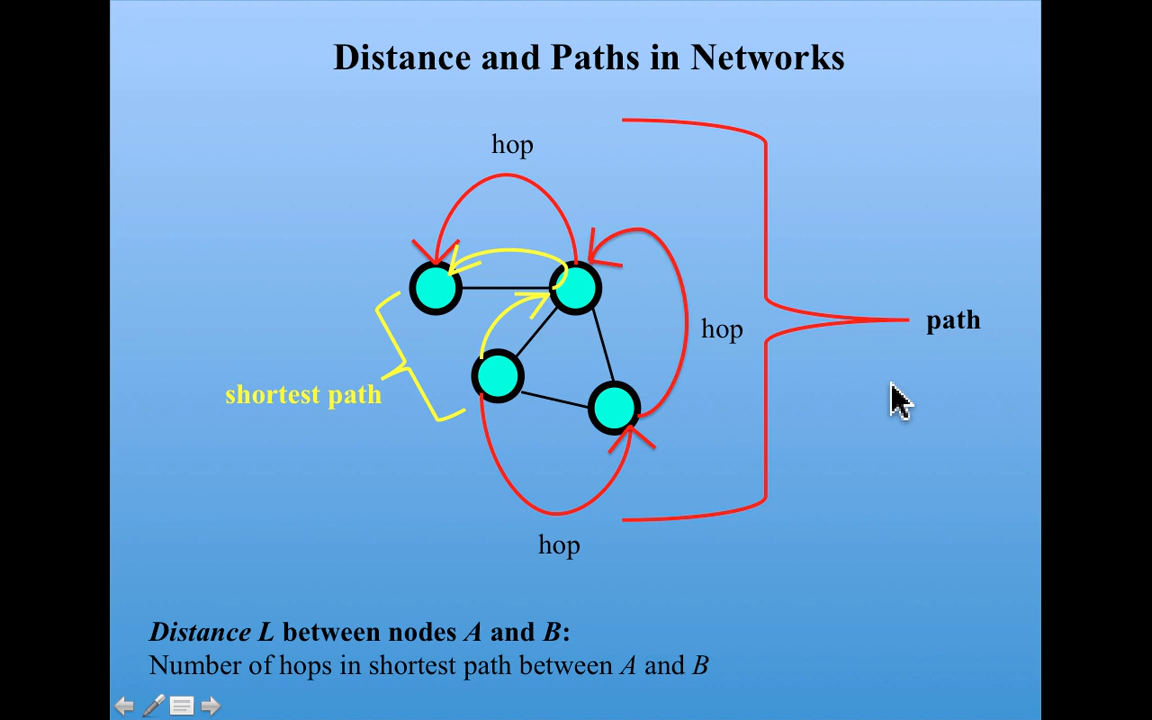 Distance and Paths in Networks
hop
hop
path
shortest path
hop
Distance L between nodes A and B:
Number of hops in shortest path between A and B